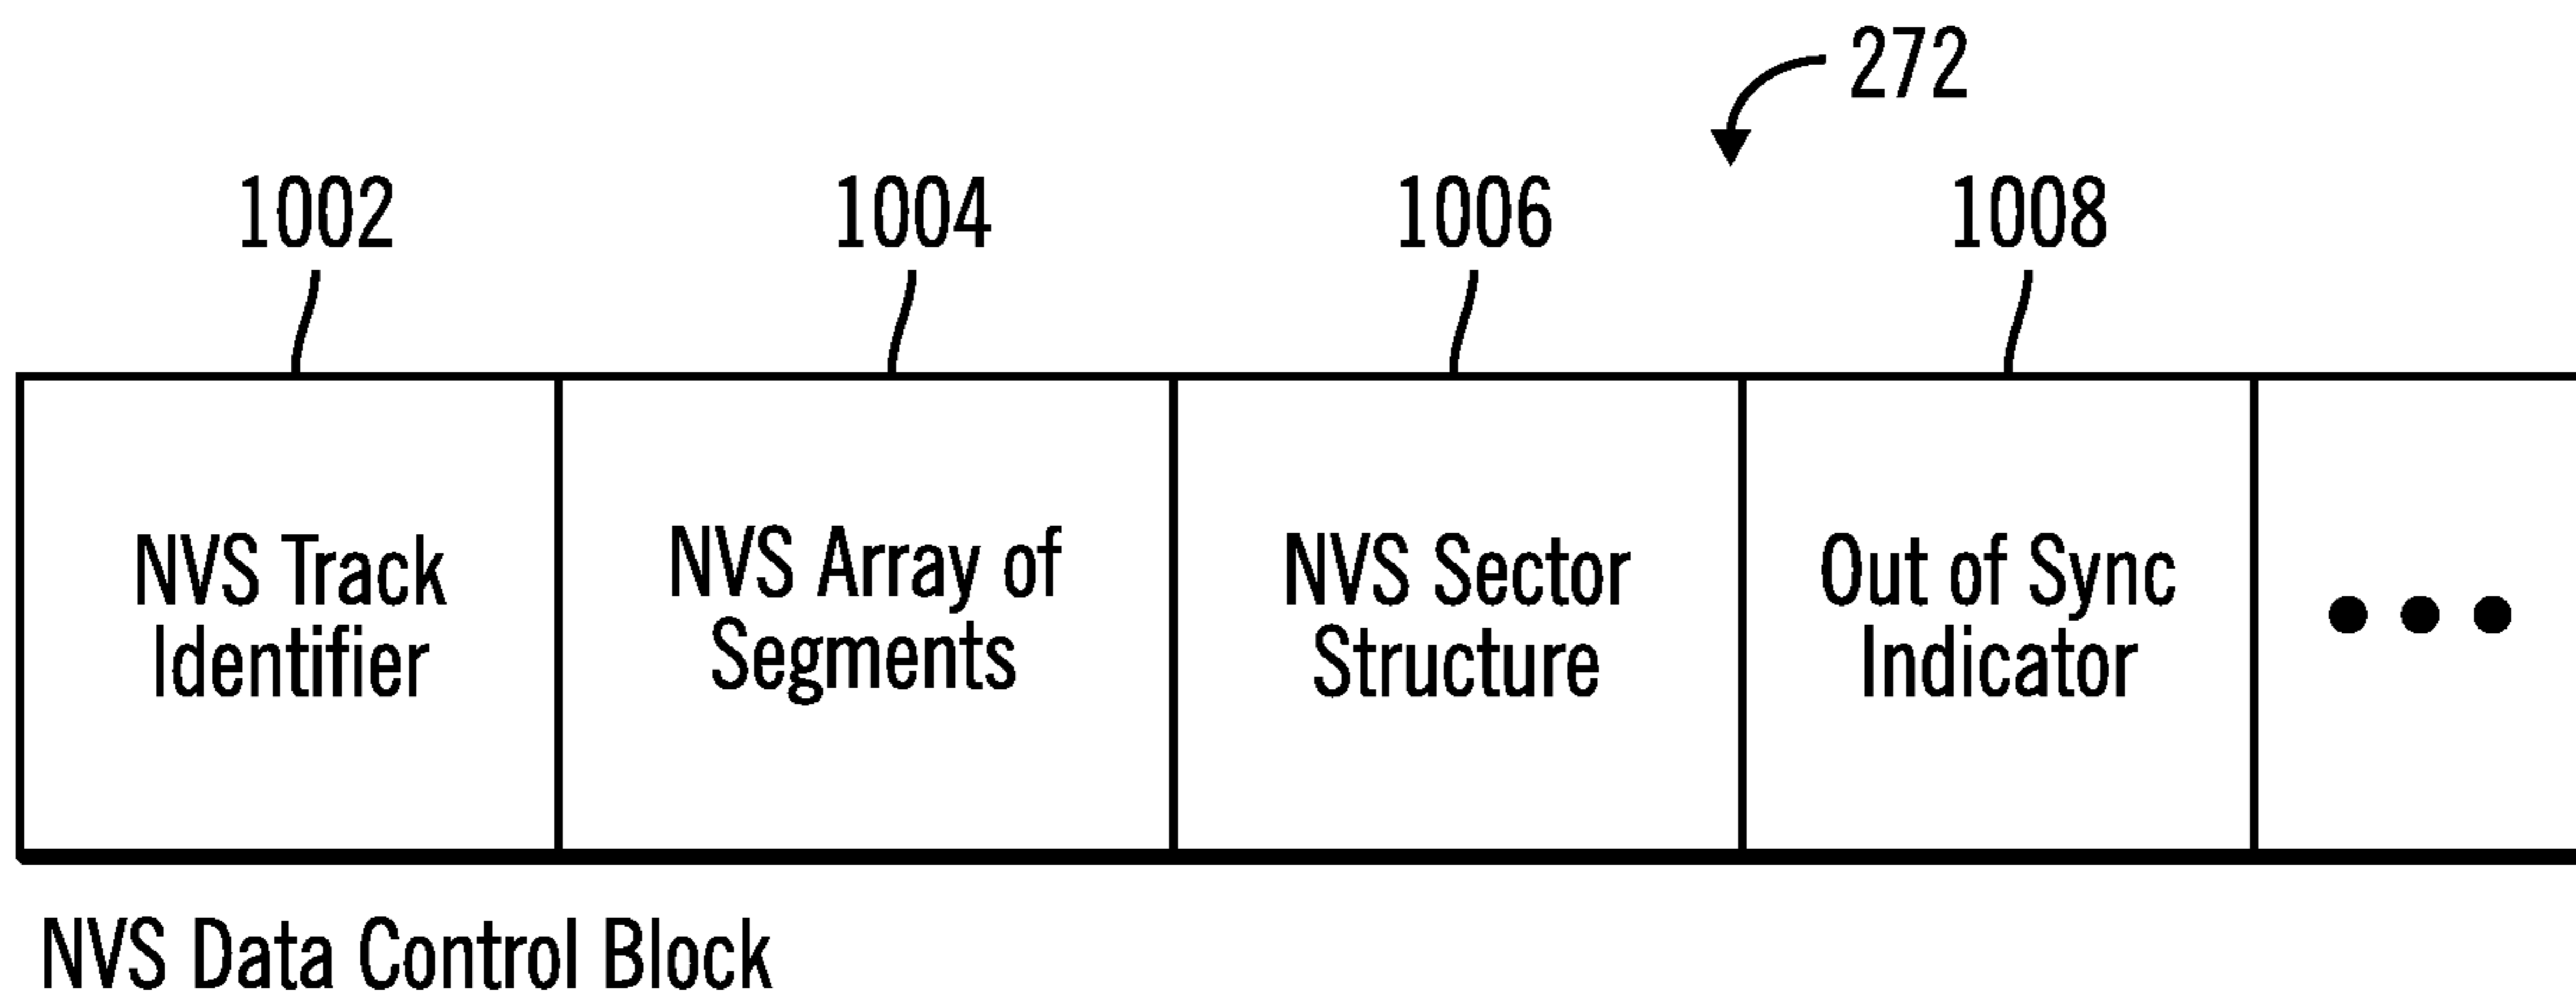 272
1002
1004
1006
1008
NVS Track
Identifier
NVS Array of
Segments
NVS Sector
Structure
Out of Sync
Indicator
NVS Data Control Block